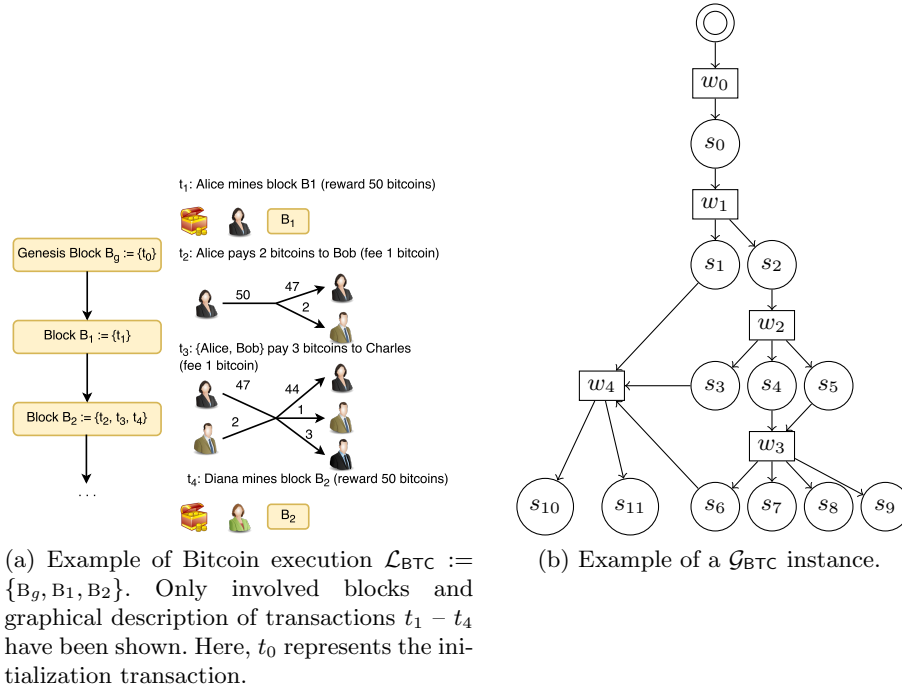 t1: Alice mines block B1 (reward 50 bitcoins)
B1
Genesis Block Bg := {t0}
t2: Alice pays 2 bitcoins to Bob (fee 1 bitcoin)
50
47
2
Block B1 := {t1}
t3: {Alice, Bob} pay 3 bitcoins to Charles
(fee 1 bitcoin)
47
44
2
1
3
Block B2 := {t2, t3, t4}
t4: Diana mines block B2 (reward 50 bitcoins)
. . .
B2
(a) Example of Bitcoin execution 𝓛BTC :=
{Bg, B1, B2}. Only involved blocks and
graphical description of transactions t1 – t4
have been shown. Here, t0 represents the ini-
tialization transaction.
w0
s0
w1
s1 s2
w2
w4 s3 s4 s5
w3
s10 s11 s6 s7 s8 s9
(b) Example of a 𝓖BTC instance.